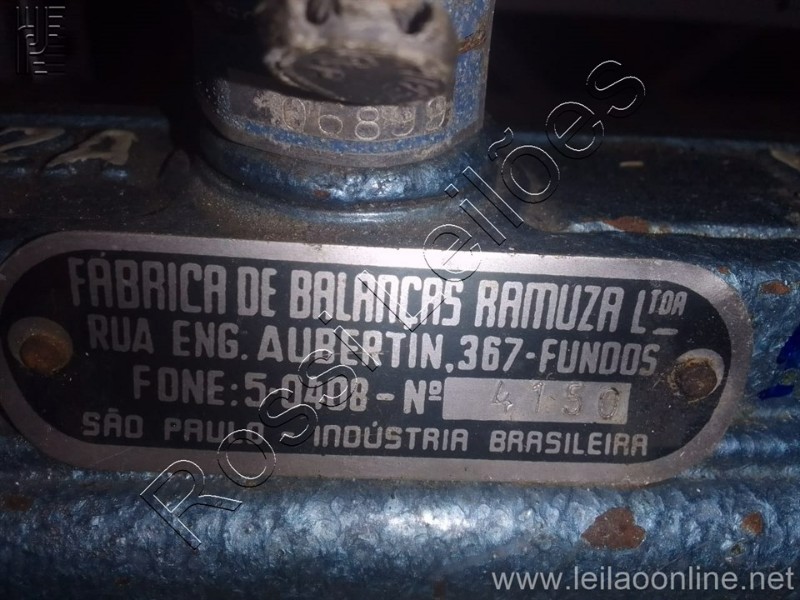 06899
FÁBRICA DE BALANCAS RAMUZA LTDA
RUA ENG. AUBERTIN, 367-FUNDOS
FONE: 5-0408 - Nº 4150
SÃO PAULO INDÚSTRIA BRASILEIRA
Rossi Leilões
www.leilaoonline.net